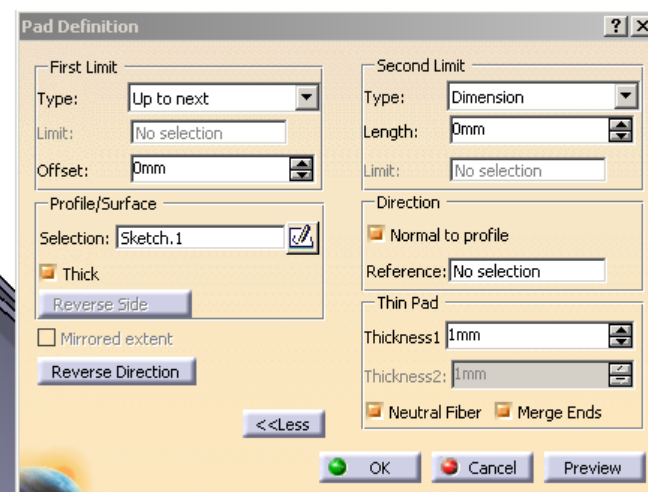 Pad Definition
First Limit
Type: Up to next
Limit: No selection
Offset: 0mm
Profile/Surface
Selection: Sketch.1
Thick
Reverse Side
Mirrored extent
Reverse Direction
<<Less
Second Limit
Type: Dimension
Length: 0mm
Limit: No selection
Direction
Normal to profile
Reference: No selection
Thin Pad
Thickness1 1mm
Thickness2: 1mm
Neutral Fiber Merge Ends
OK Cancel Preview